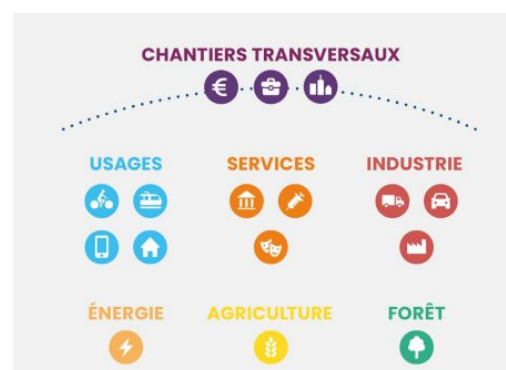 CHANTIERS TRANSVERSAUX
€
USAGES SERVICES INDUSTRIE
ÉNERGIE AGRICULTURE FORÊT